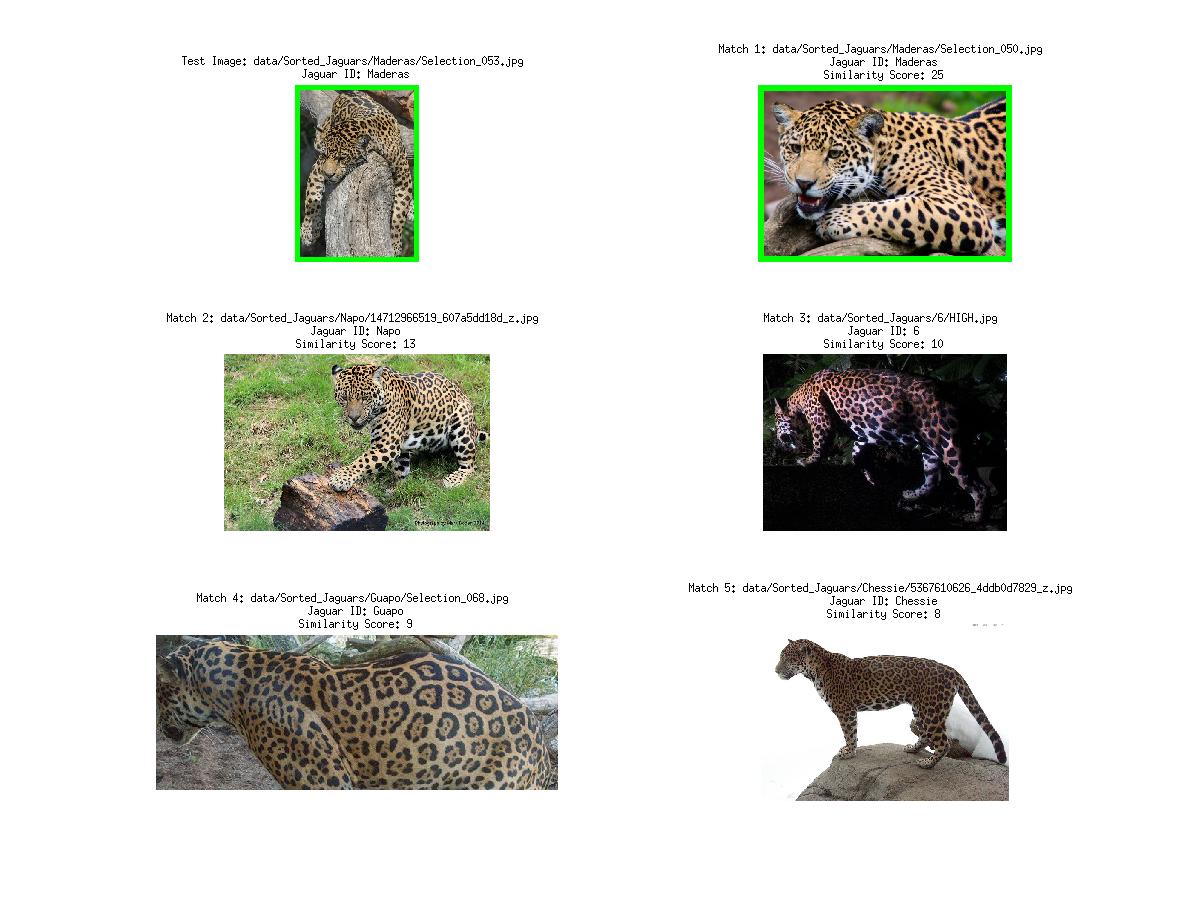 Test Image: data/Sorted_Jaguars/Maderas/Selection_053.jpg
Jaguar ID: Maderas
Match 1: data/Sorted_Jaguars/Maderas/Selection_050.jpg
Jaguar ID: Maderas
Similarity Score: 25
Match 2: data/Sorted_Jaguars/Napo/14712966519_607a5dd18d_z.jpg
Jaguar ID: Napo
Similarity Score: 13
Match 3: data/Sorted_Jaguars/6/HIGH.jpg
Jaguar ID: 6
Similarity Score: 10
Match 4: data/Sorted_Jaguars/Guapo/Selection_068.jpg
Jaguar ID: Guapo
Similarity Score: 9
Match 5: data/Sorted_Jaguars/Chessie/5367610626_4ddb0d7829_z.jpg
Jaguar ID: Chessie
Similarity Score: 8